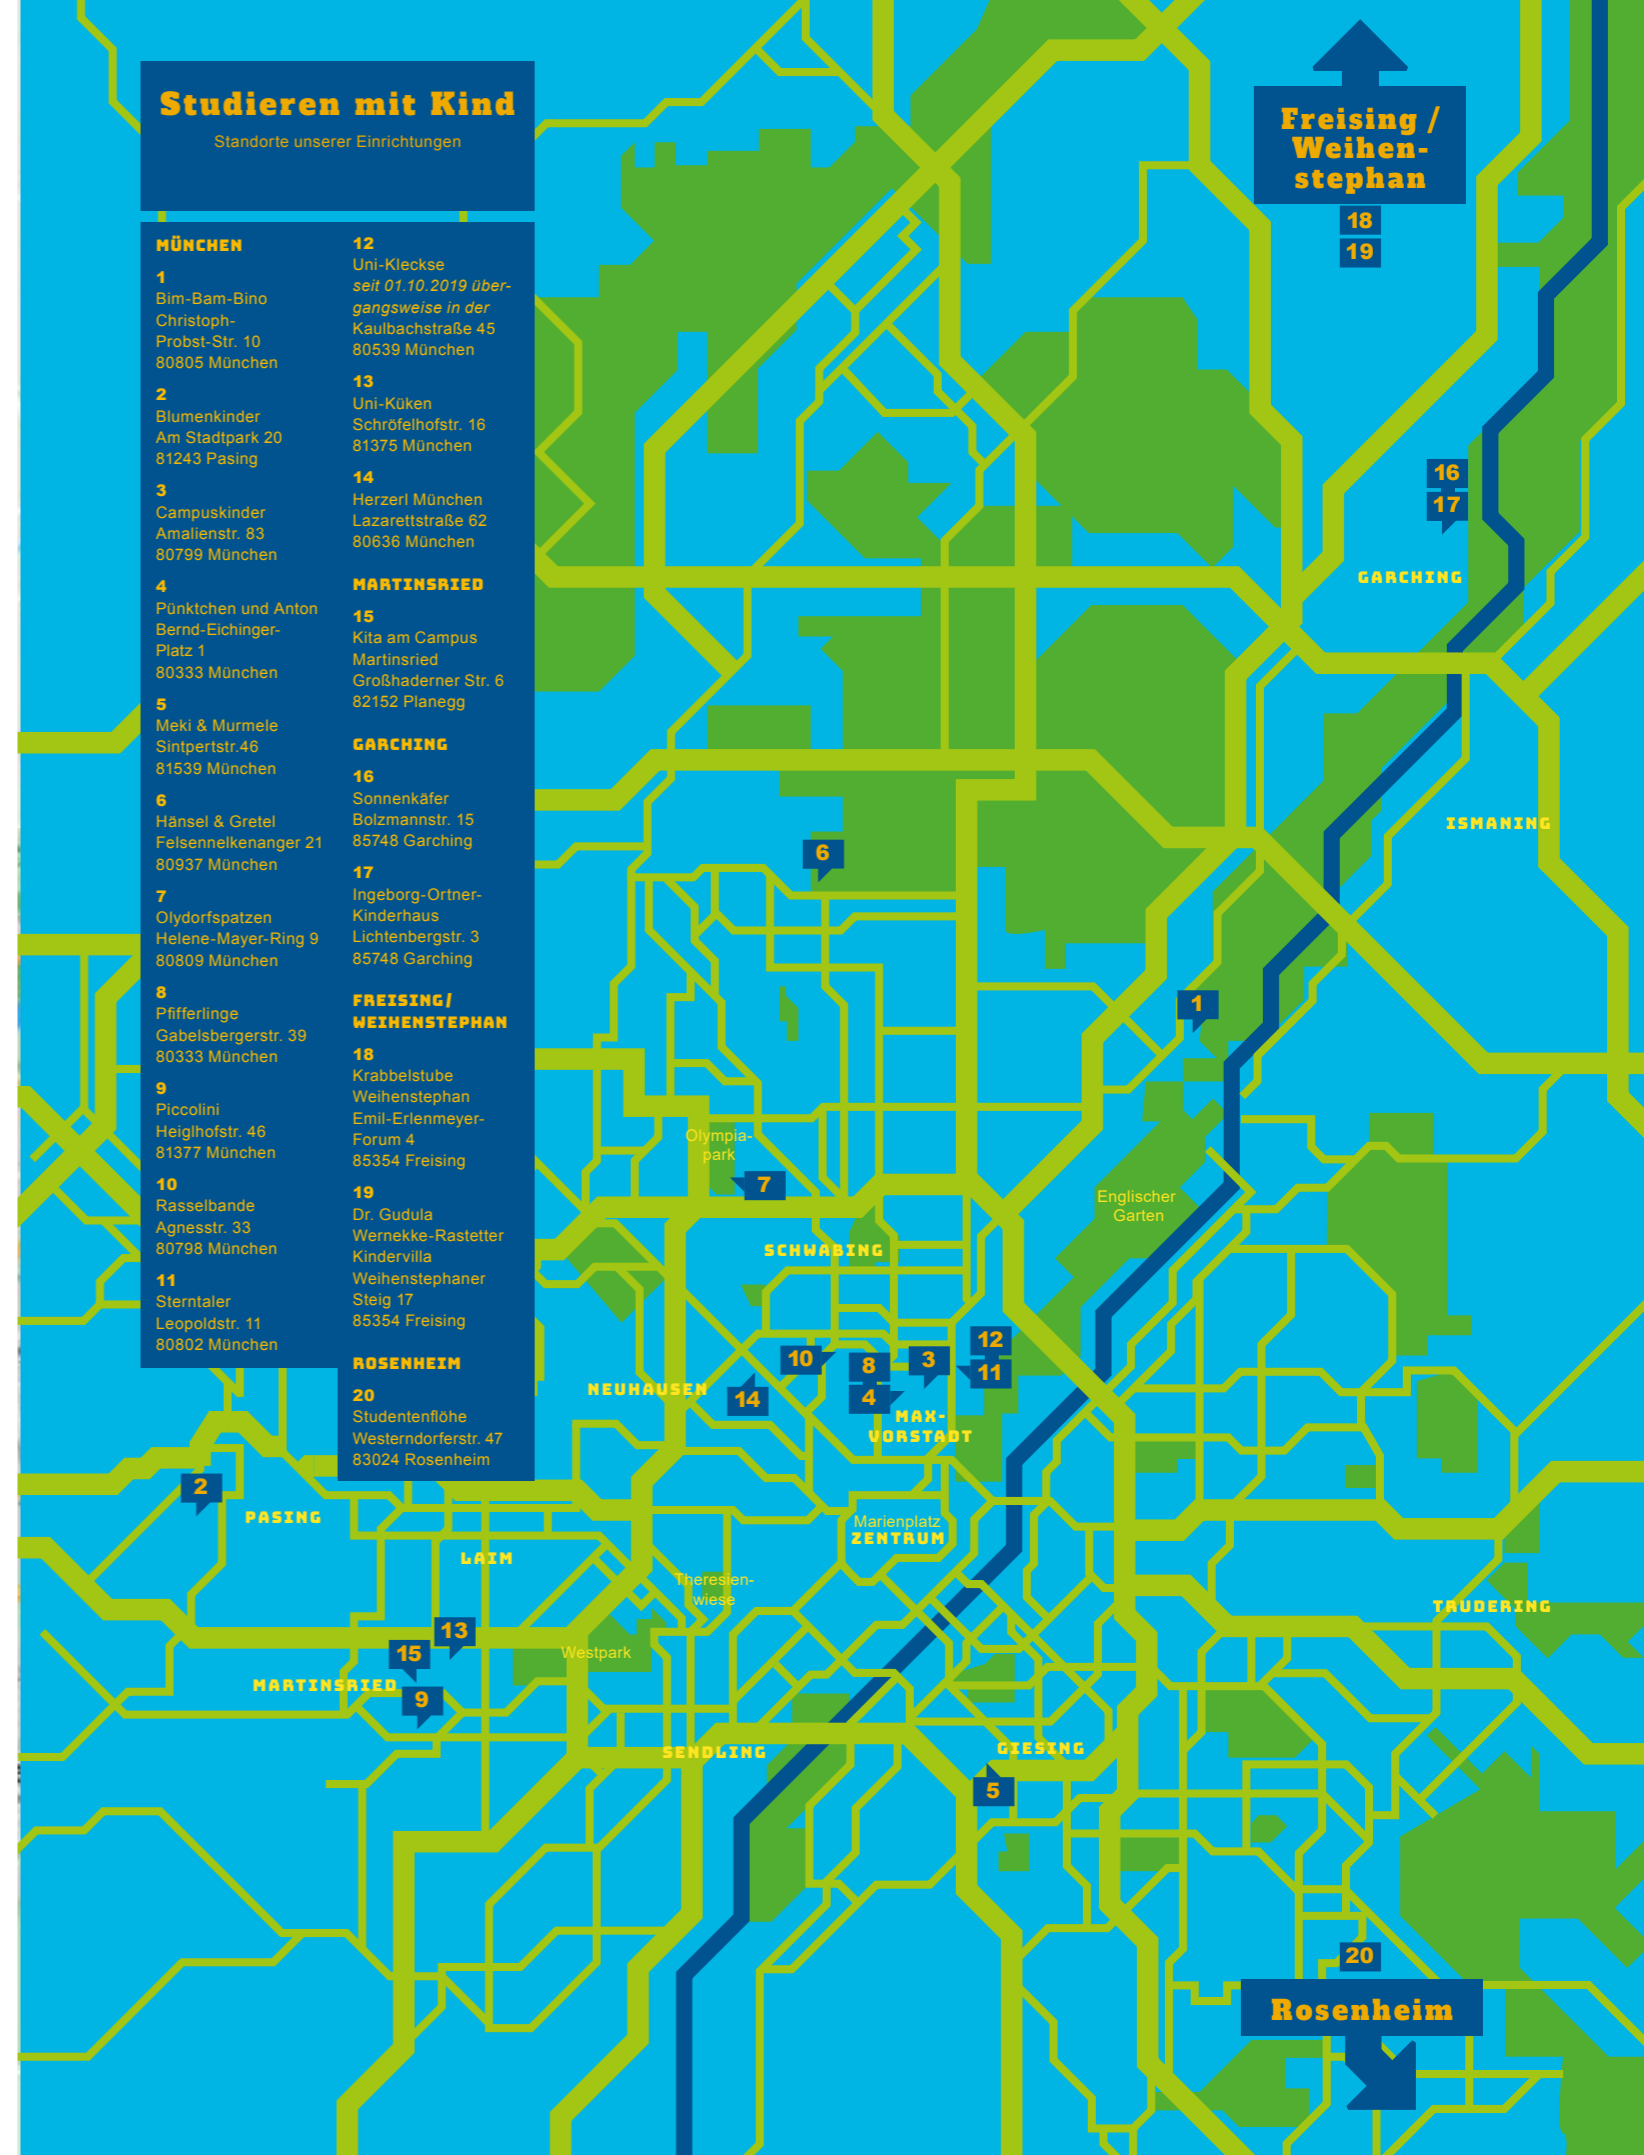 Studieren mit Kind
Standorte unserer Einrichtungen
MÜNCHEN
1
Bim-Bam-Bino
Christoph-
Probst-Str. 10
80805 München
2
Blumenkinder
Am Stadtpark 20
81243 Pasing
3
Campuskinder
Amalienstr. 83
80799 München
4
Pünktchen und Anton
Bernd-Eichinger-
Platz 1
80333 München
5
Meki & Murmele
Sintpertstr.46
81539 München
6
Hänsel & Gretel
Felsennelkenanger 21
80937 München
7
Olydorfspatzen
Helene-Mayer-Ring 9
80809 München
8
Pfifferlinge
Gabelsbergerstr. 39
80333 München
9
Piccolini
Heiglhofstr. 46
81377 München
10
Rasselbande
Agnesstr. 33
80798 München
11
Sterntaler
Leopoldstr. 11
80802 München
12
Uni-Kleckse
seit 01.10.2019 über-
gangsweise in der
Kaulbachstraße 45
80539 München
13
Uni-Küken
Schröfelhofstr. 16
81375 München
14
Herzerl München
Lazarettstraße 62
80636 München
MARTINSRIED
15
Kita am Campus
Martinsried
Großhaderner Str. 6
82152 Planegg
GARCHING
16
Sonnenkäfer
Bolzmannstr. 15
85748 Garching
17
Ingeborg-Ortner-
Kinderhaus
Lichtenbergstr. 3
85748 Garching
FREISING/
WEIHENSTEPHAN
18
Krabbelstube
Weihenstephan
Emil-Erlenmeyer-
Forum 4
85354 Freising
19
Dr. Gudula
Wernekke-Rastetter
Kindervilla
Weihenstephaner
Steig 17
85354 Freising
ROSENHEIM
20
Studentenflöhe
Westerndorferstr. 47
83024 Rosenheim
Freising /
Weihen-
stephan
18
19
16
17
GARCHING
ISMANING
6
1
Olympia-
park
7
Englischer
Garten
SCHWABING
12
10
8
3
11
NEUHAUSEN
14
4
MAX-
VORSTADT
2
PASING
Marienplatz
ZENTRUM
LAIM
Theresien-
wiese
TRUDERING
13
15
Westpark
MARTINSRIED
9
SENDLING
GIESING
5
20
Rosenheim